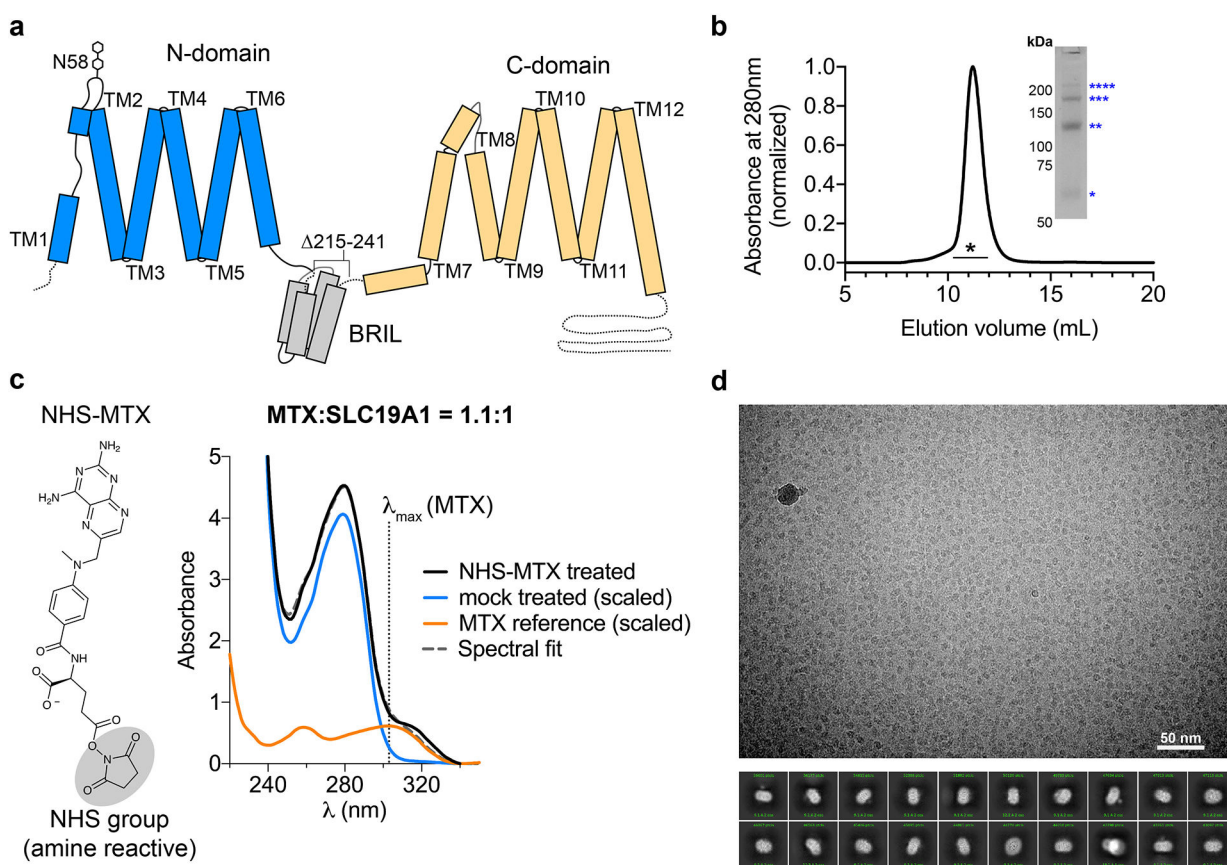 a
N58
N-domain
TM2
TM4
TM6
TM1
TM3
TM5
Δ215-241
BRIL
C-domain
TM8
TM10
TM12
TM7
TM9
TM11
b
Absorbance at 280nm
(normalized)
1.0
0.8
0.6
0.4
0.2
0.0
*
5
10
15
20
Elution volume (mL)
kDa
200
150
100
75
50
****
***
**
*
c
NHS-MTX
NH2
N
N
H2N
N
N
N
O
NH
O
O−
O
O
O
N
O
NHS group
(amine reactive)
MTX:SLC19A1 = 1.1:1
Absorbance
5
4
3
2
1
0
240
280
320
λ (nm)
λmax (MTX)
NHS-MTX treated
mock treated (scaled)
MTX reference (scaled)
Spectral fit
d
50 nm